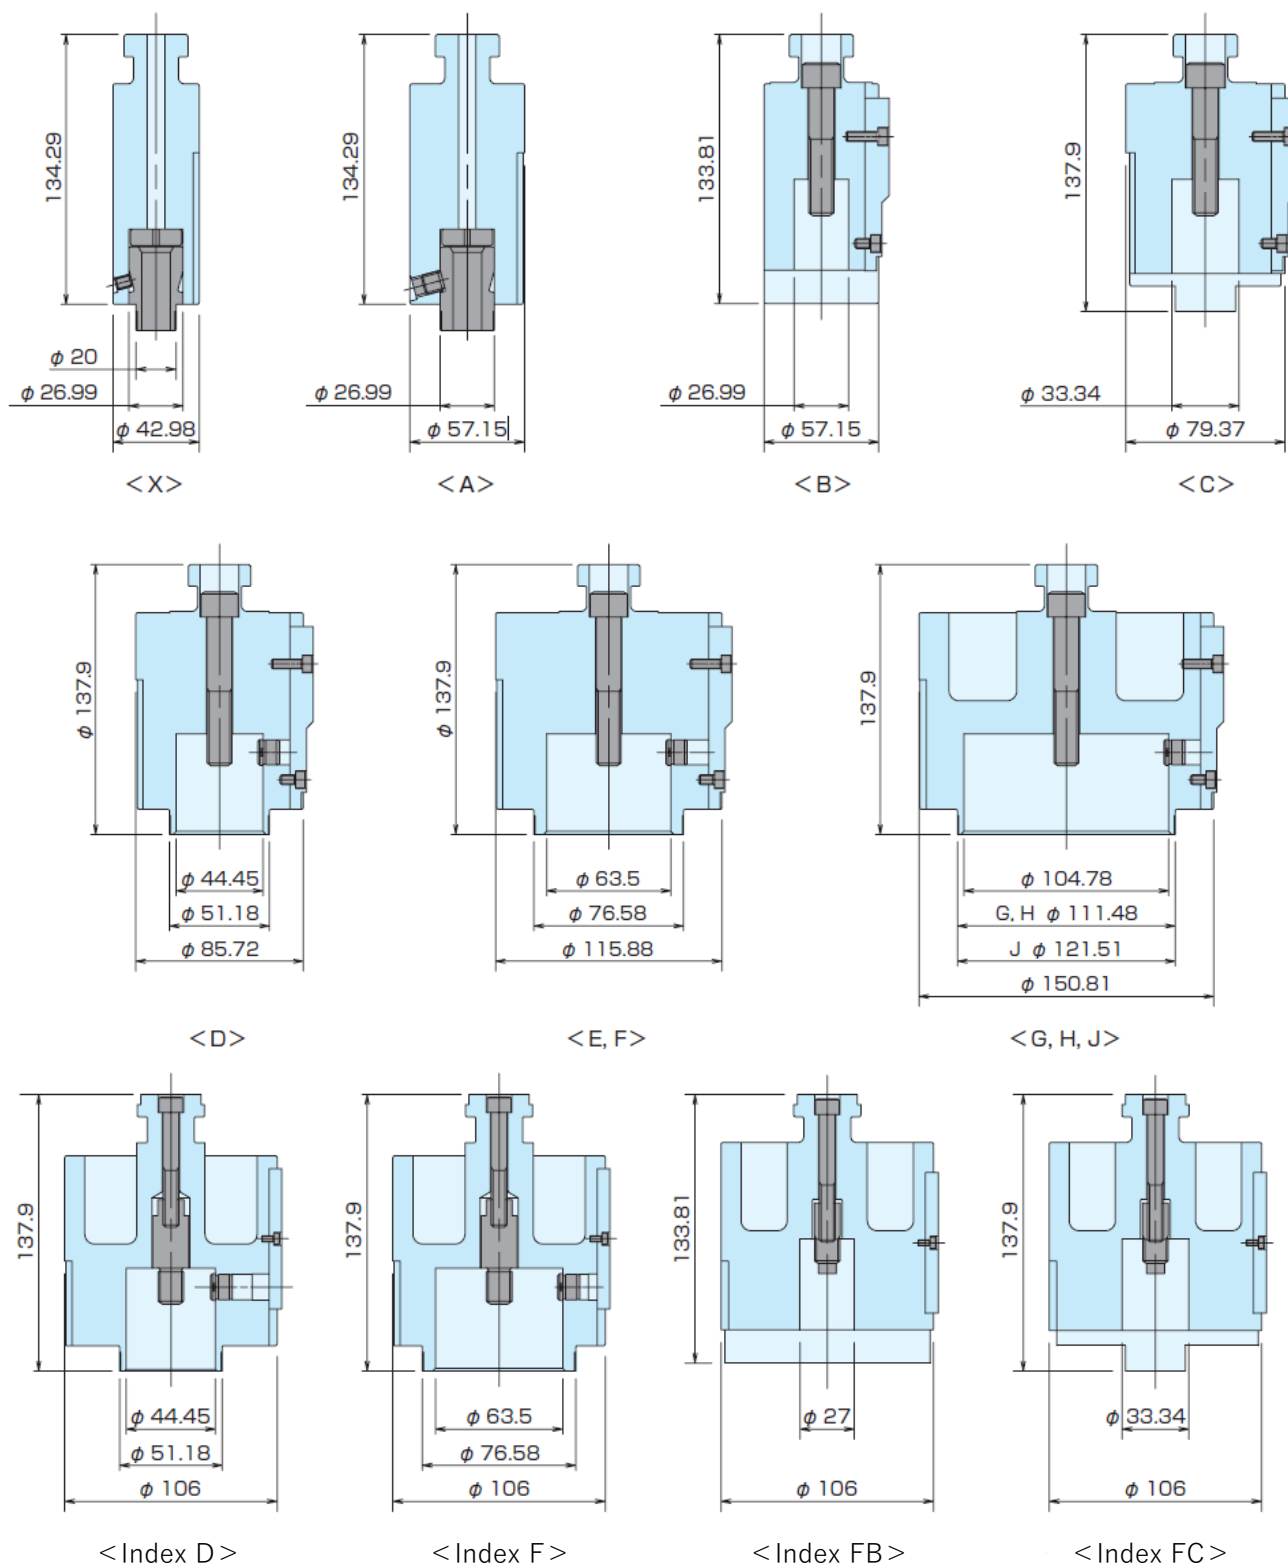 134.29
φ 20
φ 26.99
φ 42.98
<X>
134.29
φ 26.99
φ 57.15
<A>
133.81
φ 26.99
φ 57.15
<B>
137.9
φ 33.34
φ 79.37
<C>
φ 137.9
φ 44.45
φ 51.18
φ 85.72
<D>
φ 137.9
φ 63.5
φ 76.58
φ 115.88
<E, F>
137.9
φ 104.78
G, H φ 111.48
J φ 121.51
φ 150.81
<G, H, J>
137.9
φ 44.45
φ 51.18
φ 106
<Index D>
137.9
φ 63.5
φ 76.58
φ 106
<Index F>
133.81
φ 27
φ 106
<Index FB>
137.9
φ 33.34
φ 106
<Index FC>